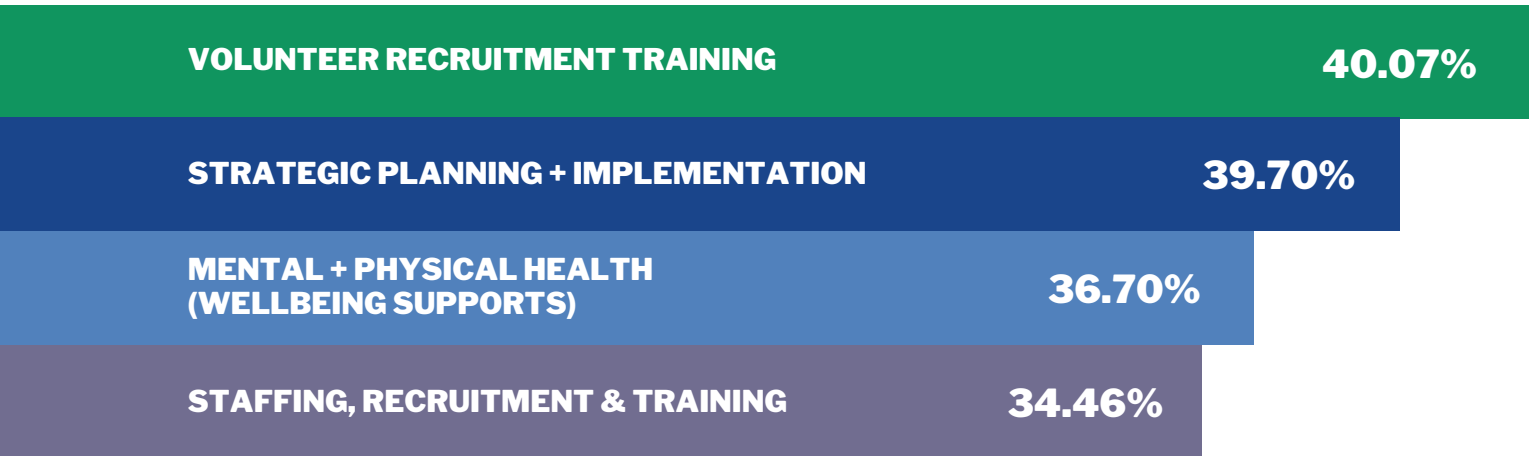 VOLUNTEER RECRUITMENT TRAINING 40.07%
STRATEGIC PLANNING + IMPLEMENTATION 39.70%
MENTAL + PHYSICAL HEALTH
(WELLBEING SUPPORTS) 36.70%
STAFFING, RECRUITMENT & TRAINING 34.46%